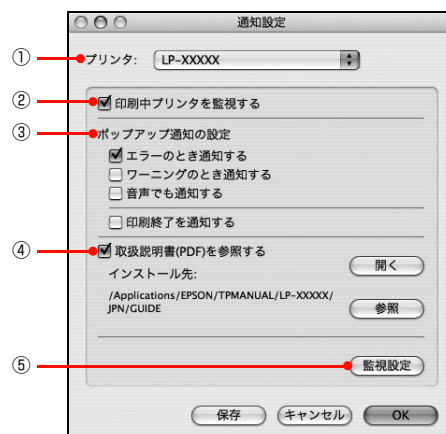 通知設定
① プリンタ: LP-XXXXX
② 印刷中プリンタを監視する
③ ポップアップ通知の設定
エラーのとき通知する
ワーニングのとき通知する
音声でも通知する
印刷終了を通知する
④ 取扱説明書(PDF)を参照する
開く
インストール先:
/Applications/EPSON/TPMANUAL/LP-XXXXX/
JPN/GUIDE
参照
⑤ 監視設定
保存 キャンセル OK